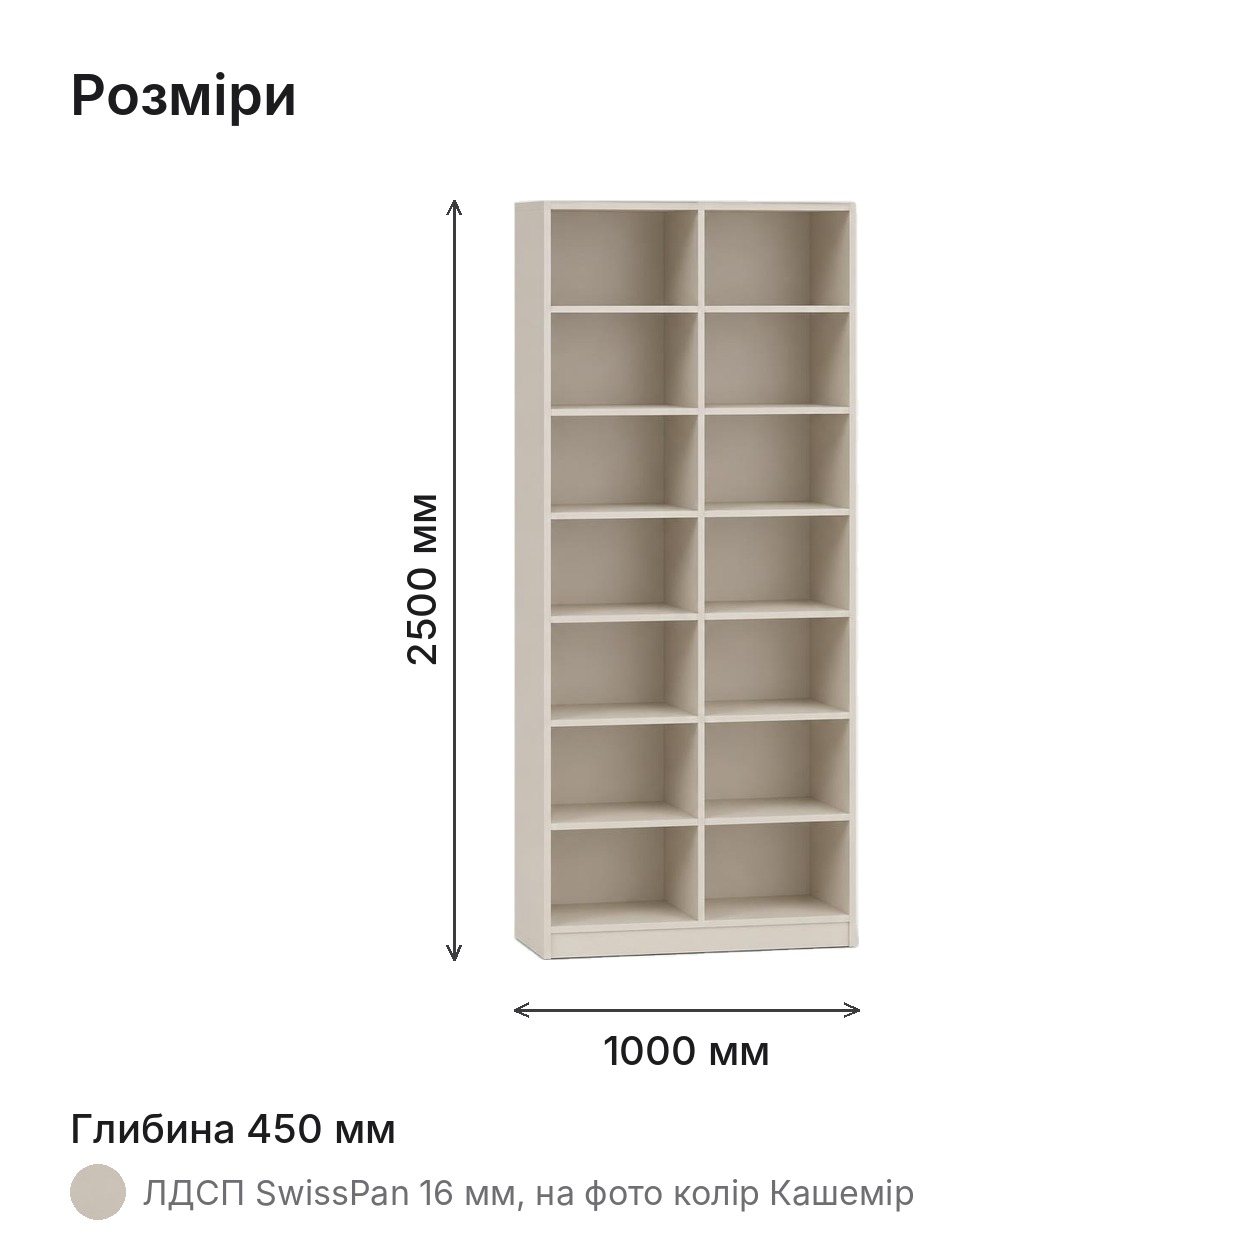 Розміри
2500 мм
1000 мм
Глибина 450 мм
ЛДСП SwissPan 16 мм, на фото колір Кашемір